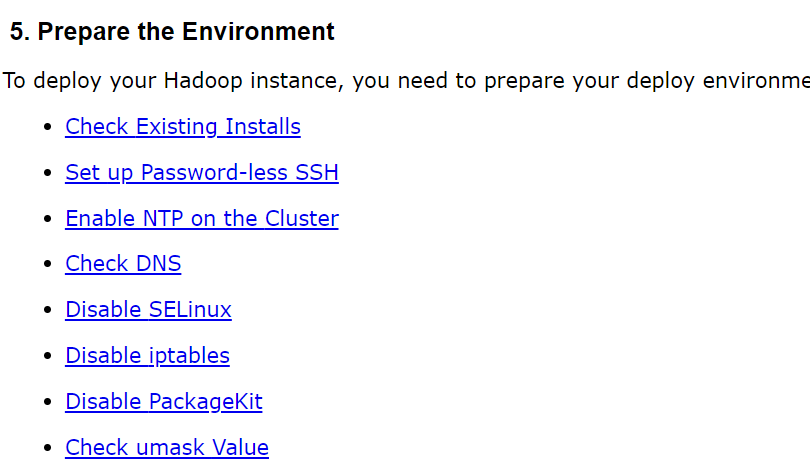 5. Prepare the Environment
To deploy your Hadoop instance, you need to prepare your deploy environme
Check Existing Installs
Set up Password-less SSH
Enable NTP on the Cluster
Check DNS
Disable SELinux
Disable iptables
Disable PackageKit
Check umask Value